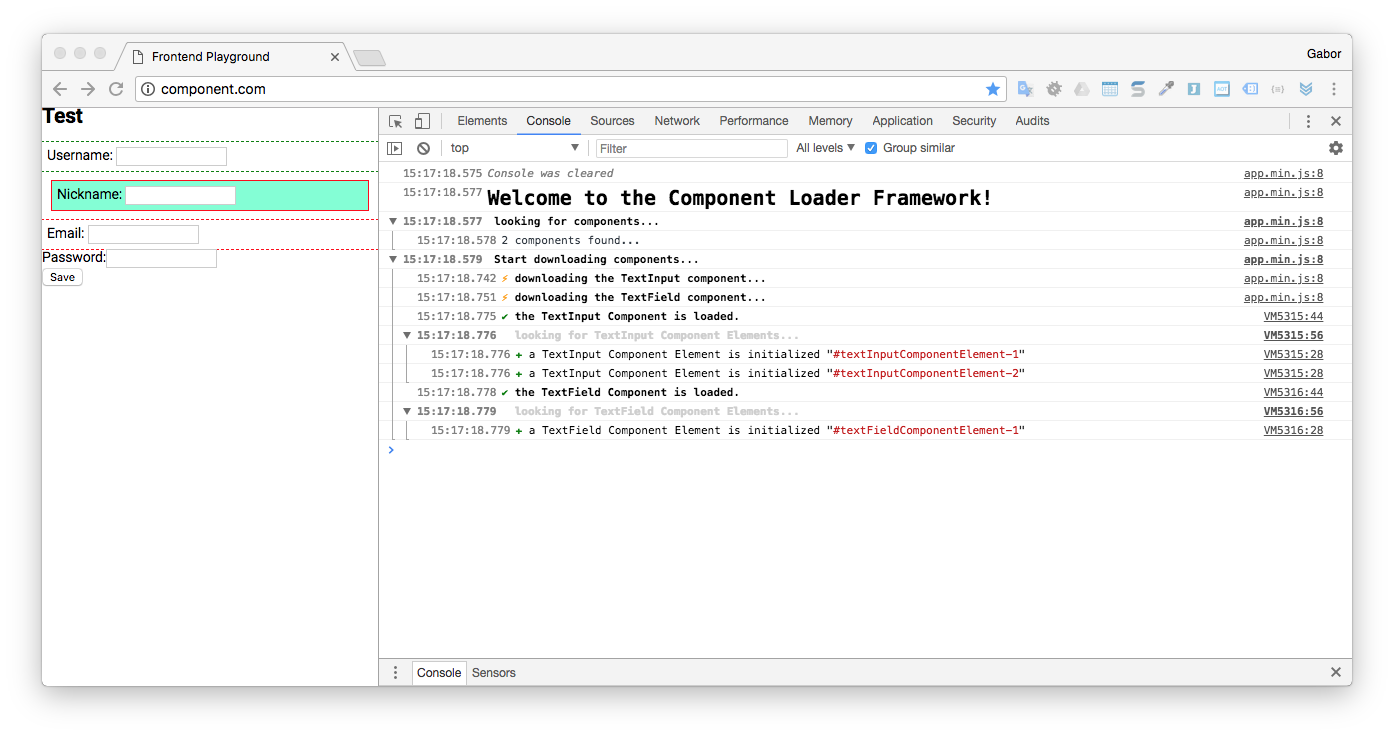 Frontend Playground
Gabor
component.com
Test
Username:
Nickname:
Email:
Password:
Save
Elements Console Sources Network Performance Memory Application Security Audits
top Filter All levels Group similar
15:17:18.575 Console was cleared app.min.js:8
15:17:18.577 Welcome to the Component Loader Framework! app.min.js:8
15:17:18.577 looking for components... app.min.js:8
15:17:18.578 2 components found... app.min.js:8
15:17:18.579 Start downloading components... app.min.js:8
15:17:18.742 ⚡ downloading the TextInput component... app.min.js:8
15:17:18.751 ⚡ downloading the TextField component... app.min.js:8
15:17:18.775 ✔ the TextInput Component is loaded. VM5315:44
15:17:18.776 looking for TextInput Component Elements... VM5315:56
15:17:18.776 + a TextInput Component Element is initialized "#textInputComponentElement-1" VM5315:28
15:17:18.776 + a TextInput Component Element is initialized "#textInputComponentElement-2" VM5315:28
15:17:18.778 ✔ the TextField Component is loaded. VM5316:44
15:17:18.779 looking for TextField Component Elements... VM5316:56
15:17:18.779 + a TextField Component Element is initialized "#textFieldComponentElement-1" VM5316:28
Console Sensors